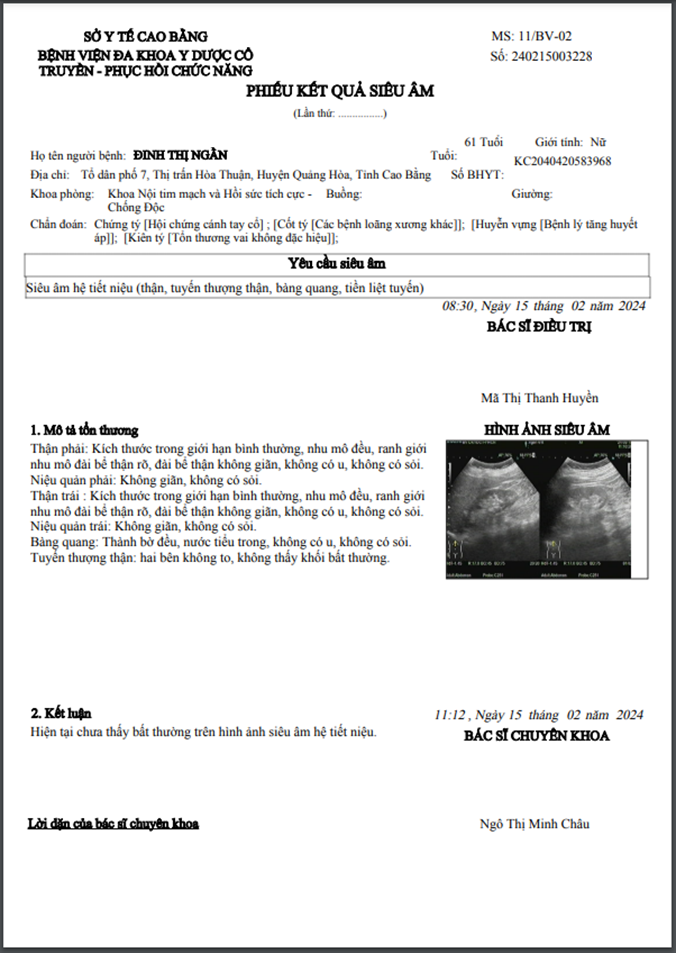 SỞ Y TẾ CAO BẰNG
BỆNH VIỆN ĐA KHOA Y DƯỢC CỔ
TRUYỀN - PHỤC HỒI CHỨC NĂNG
MS: 11/BV-02
Số: 240215003228
PHIẾU KẾT QUẢ SIÊU ÂM
(Lần thứ: ................)
Họ tên người bệnh: ĐINH THỊ NGÂN Tuổi: 61 Tuổi Giới tính: Nữ
Địa chỉ: Tổ dân phố 7, Thị trấn Hòa Thuận, Huyện Quảng Hòa, Tỉnh Cao Bằng Số BHYT: KC2040420583968
Khoa phòng: Khoa Nội tim mạch và Hồi sức tích cực - Buồng: Giường:
Chống Độc
Chẩn đoán: Chứng tý [Hội chứng cánh tay cổ] ; [Cốt tý [Các bệnh loãng xương khác]]; [Huyễn vựng [Bệnh lý tăng huyết
áp]]; [Kiên tý [Tổn thương vai không đặc hiệu]];
Yêu cầu siêu âm
Siêu âm hệ tiết niệu (thận, tuyến thượng thận, bàng quang, tiền liệt tuyến)
08:30, Ngày 15 tháng 02 năm 2024
BÁC SĨ ĐIỀU TRỊ
Mã Thị Thanh Huyền
1. Mô tả tổn thương
Thận phải: Kích thước trong giới hạn bình thường, nhu mô đều, ranh giới
nhu mô đài bể thận rõ, đài bể thận không giãn, không có u, không có sỏi.
Niệu quản phải: Không giãn, không có sỏi.
Thận trái : Kích thước trong giới hạn bình thường, nhu mô đều, ranh giới
nhu mô đài bể thận rõ, đài bể thận không giãn, không có u, không có sỏi.
Niệu quản trái: Không giãn, không có sỏi.
Bàng quang: Thành bờ đều, nước tiểu trong, không có u, không có sỏi.
Tuyến thượng thận: hai bên không to, không thấy khối bất thường.
HÌNH ẢNH SIÊU ÂM
2. Kết luận
Hiện tại chưa thấy bất thường trên hình ảnh siêu âm hệ tiết niệu.
11:12 , Ngày 15 tháng 02 năm 2024
BÁC SĨ CHUYÊN KHOA
Lời dặn của bác sĩ chuyên khoa
Ngô Thị Minh Châu